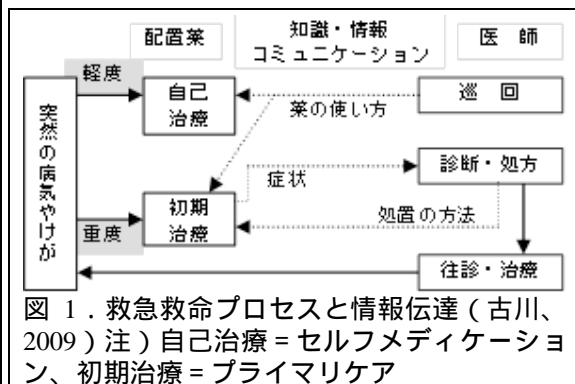 配置薬
知識・情報
コミュニケーション
医 師
軽度
自己
治療
薬の使い方
巡 回
突然の病気やけが
症状
診断・処方
重度
初期
治療
処置の方法
往診・治療
図 1．救急救命プロセスと情報伝達（古川、
2009）注）自己治療＝セルフメディケーショ
ン、初期治療＝プライマリケア